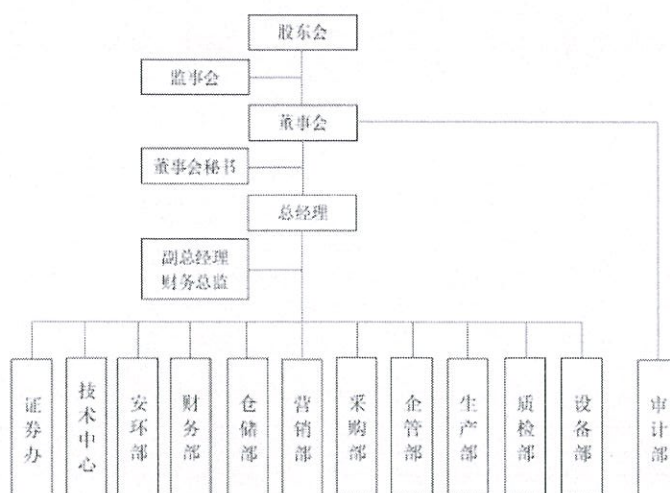 股东会
监事会
董事会
董事会秘书
总经理
副总经理
财务总监
证券办
技术中心
安环部
财务部
仓储部
营销部
采购部
企管部
生产部
质检部
设备部
审计部